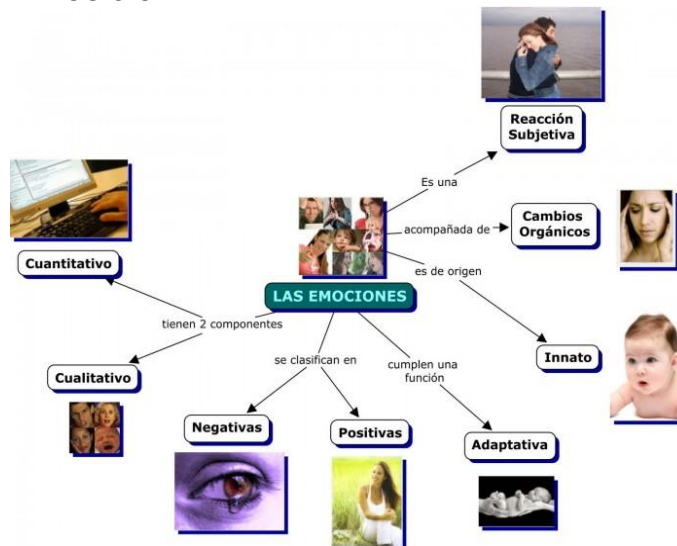 Reacción
Subjetiva
Es una
acompañada de
Cambios
Orgánicos
Cuantitativo
es de origen
LAS EMOCIONES
tienen 2 componentes
Innato
se clasifican en
cumplen una
función
Cualitativo
Negativas
Positivas
Adaptativa